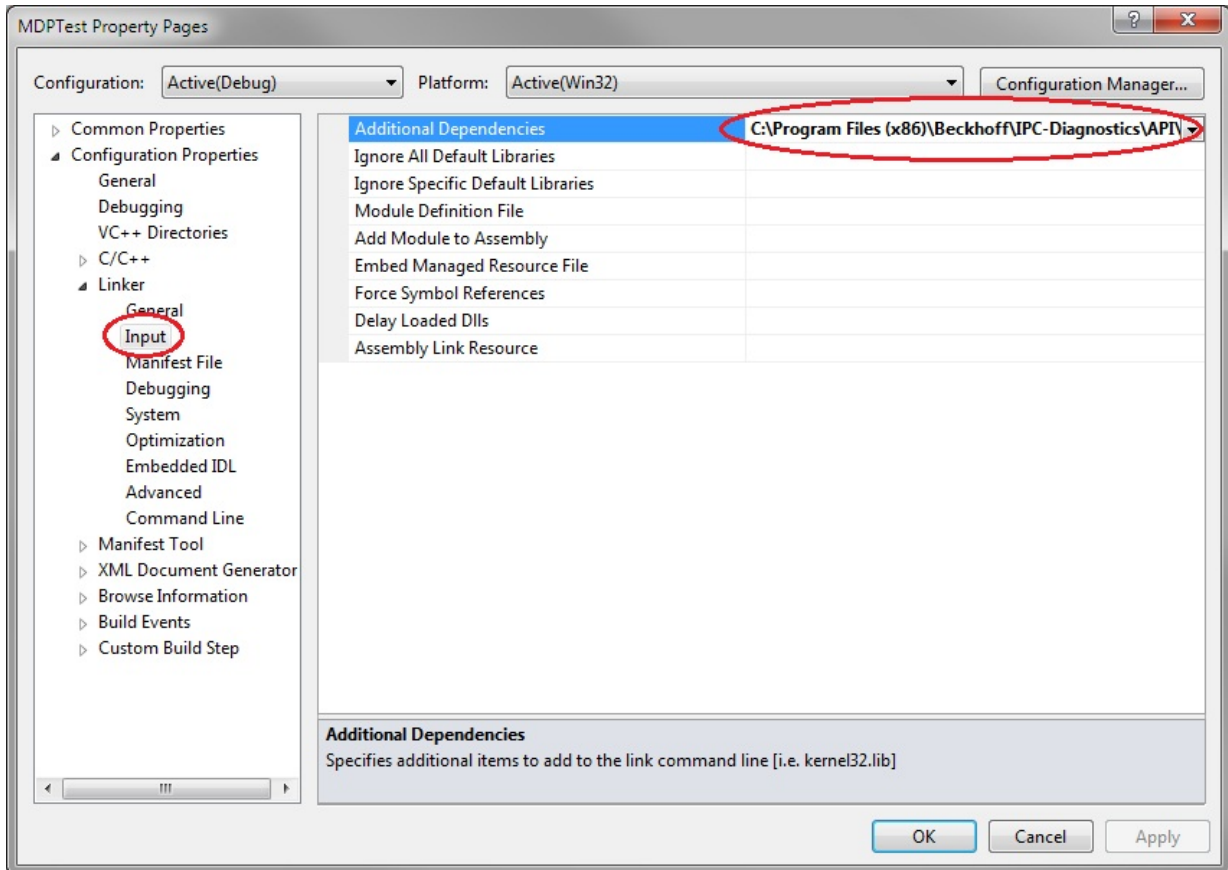 MDPTest Property Pages
Configuration: Active(Debug) Platform: Active(Win32) Configuration Manager...
Common Properties
Configuration Properties
General
Debugging
VC++ Directories
C/C++
Linker
General
Input
Manifest File
Debugging
System
Optimization
Embedded IDL
Advanced
Command Line
Manifest Tool
XML Document Generator
Browse Information
Build Events
Custom Build Step
Additional Dependencies C:\Program Files (x86)\Beckhoff\IPC-Diagnostics\API\
Ignore All Default Libraries
Ignore Specific Default Libraries
Module Definition File
Add Module to Assembly
Embed Managed Resource File
Force Symbol References
Delay Loaded Dlls
Assembly Link Resource
Additional Dependencies
Specifies additional items to add to the link command line [i.e. kernel32.lib]
OK Cancel Apply